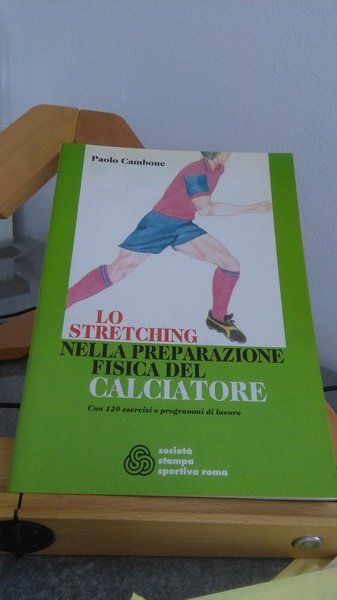 Paolo Cambone
LO
STRETCHING
NELLA PREPARAZIONE
FISICA DEL
CALCIATORE
Con 120 esercizi e programmi di lavoro
società
stampa
sportiva roma